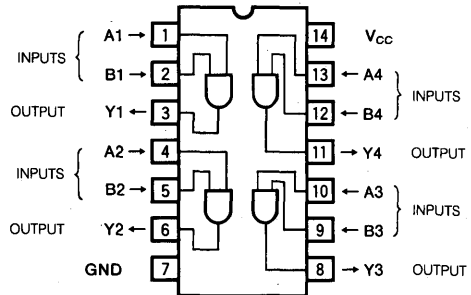 A1 → 1 14 Vcc
INPUTS
B1 → 2 13 ← A4
INPUTS
OUTPUT Y1 ← 3 12 ← B4
A2 → 4 11 → Y4 OUTPUT
INPUTS
B2 → 5 10 ← A3
INPUTS
OUTPUT Y2 ← 6 9 ← B3
GND 7 8 → Y3 OUTPUT